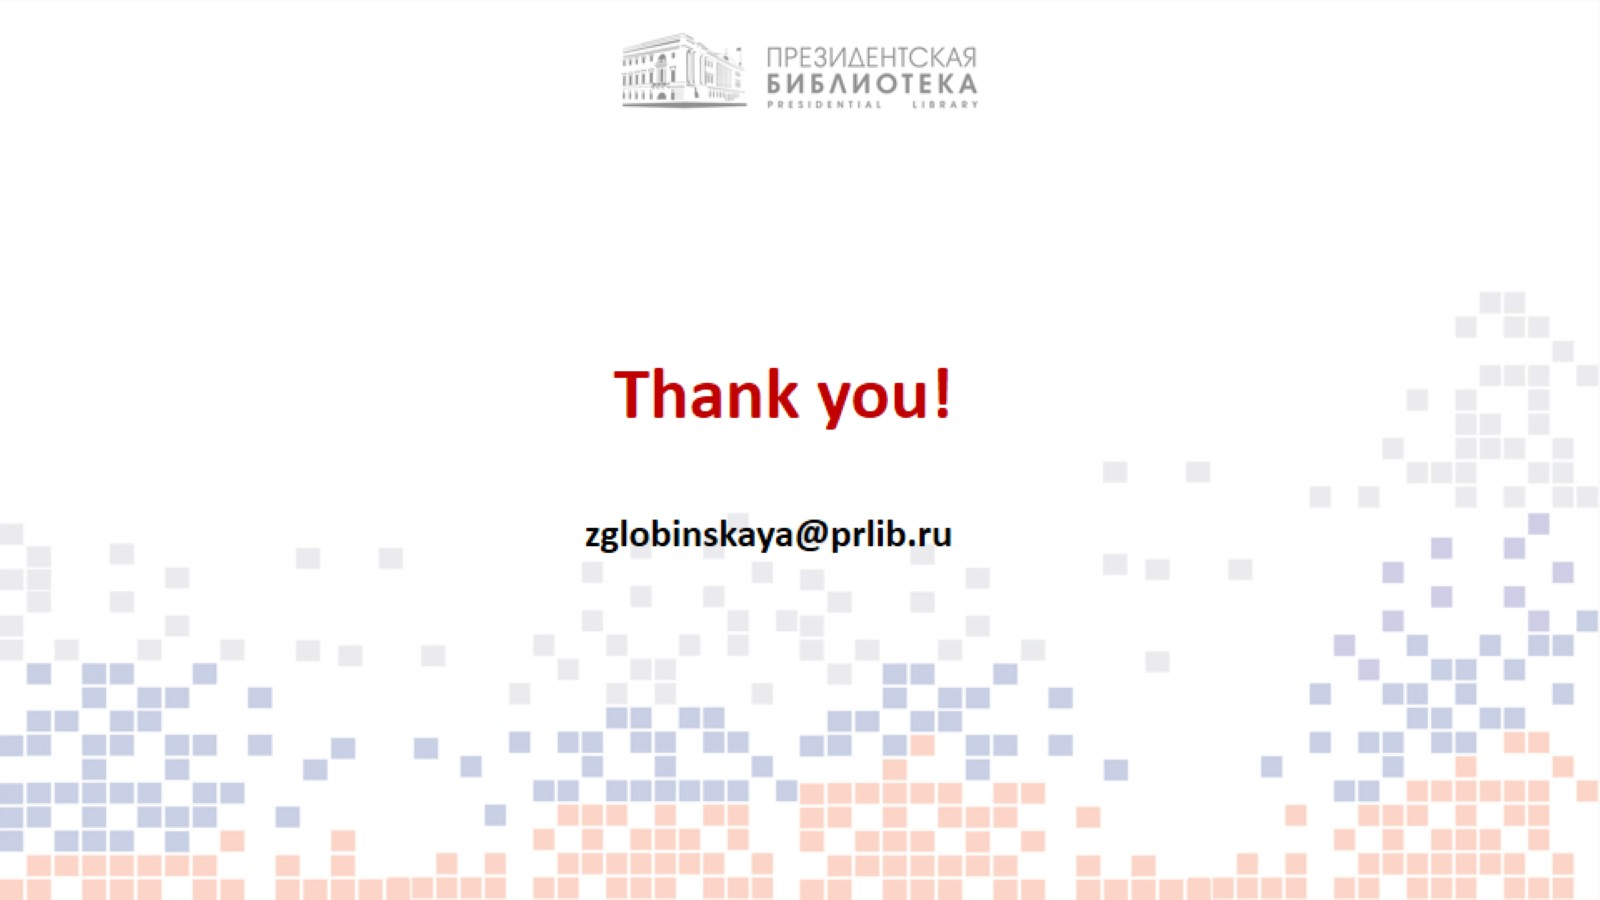 ПРЕЗИДЕНТСКАЯ
БИБЛИОТЕКА
PRESIDENTIAL LIBRARY
Thank you!
zglobinskaya@prlib.ru